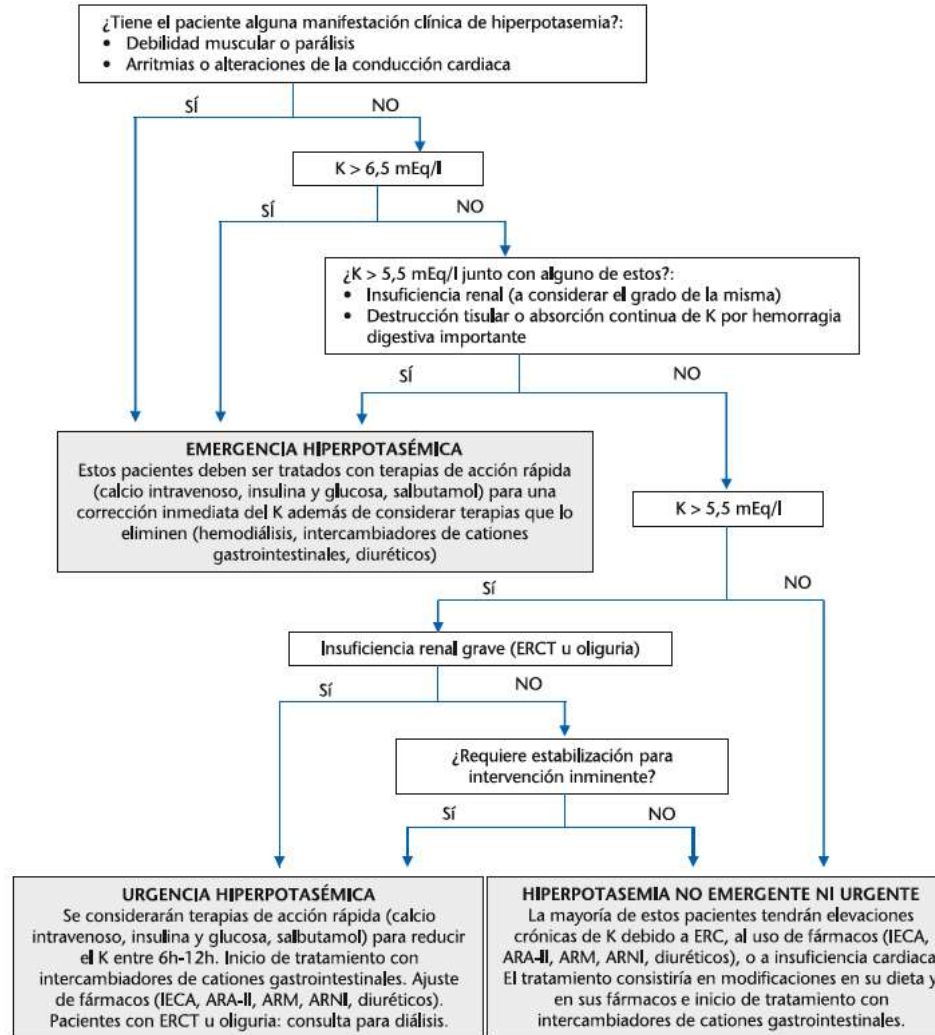 ¿Tiene el paciente alguna manifestación clínica de hiperpotasemia?:
• Debilidad muscular o parálisis
• Arritmias o alteraciones de la conducción cardiaca
SÍ
NO
K > 6,5 mEq/l
SÍ
NO
¿K > 5,5 mEq/l junto con alguno de estos?:
• Insuficiencia renal (a considerar el grado de la misma)
• Destrucción tisular o absorción continua de K por hemorragia
digestiva importante
SÍ
NO
EMERGENCIA HIPERPOTASÉMICA
Estos pacientes deben ser tratados con terapias de acción rápida
(calcio intravenoso, insulina y glucosa, salbutamol) para una
corrección inmediata del K además de considerar terapias que lo
eliminen (hemodiálisis, intercambiadores de cationes
gastrointestinales, diuréticos)
K > 5,5 mEq/l
Sí
NO
Insuficiencia renal grave (ERCT u oliguria)
Sí
NO
¿Requiere estabilización para
intervención inminente?
Sí
NO
URGENCIA HIPERPOTASÉMICA
Se considerarán terapias de acción rápida (calcio
intravenoso, insulina y glucosa, salbutamol) para reducir
el K entre 6h-12h. Inicio de tratamiento con
intercambiadores de cationes gastrointestinales. Ajuste
de fármacos (IECA, ARA-II, ARM, ARNI, diuréticos).
Pacientes con ERCT u oliguria: consulta para diálisis.
HIPERPOTASEMIA NO EMERGENTE NI URGENTE
La mayoría de estos pacientes tendrán elevaciones
crónicas de K debido a ERC, al uso de fármacos (IECA,
ARA-II, ARM, ARNI, diuréticos), o a insuficiencia cardiaca.
El tratamiento consistiría en modificaciones en su dieta y
en sus fármacos e inicio de tratamiento con
intercambiadores de cationes gastrointestinales.